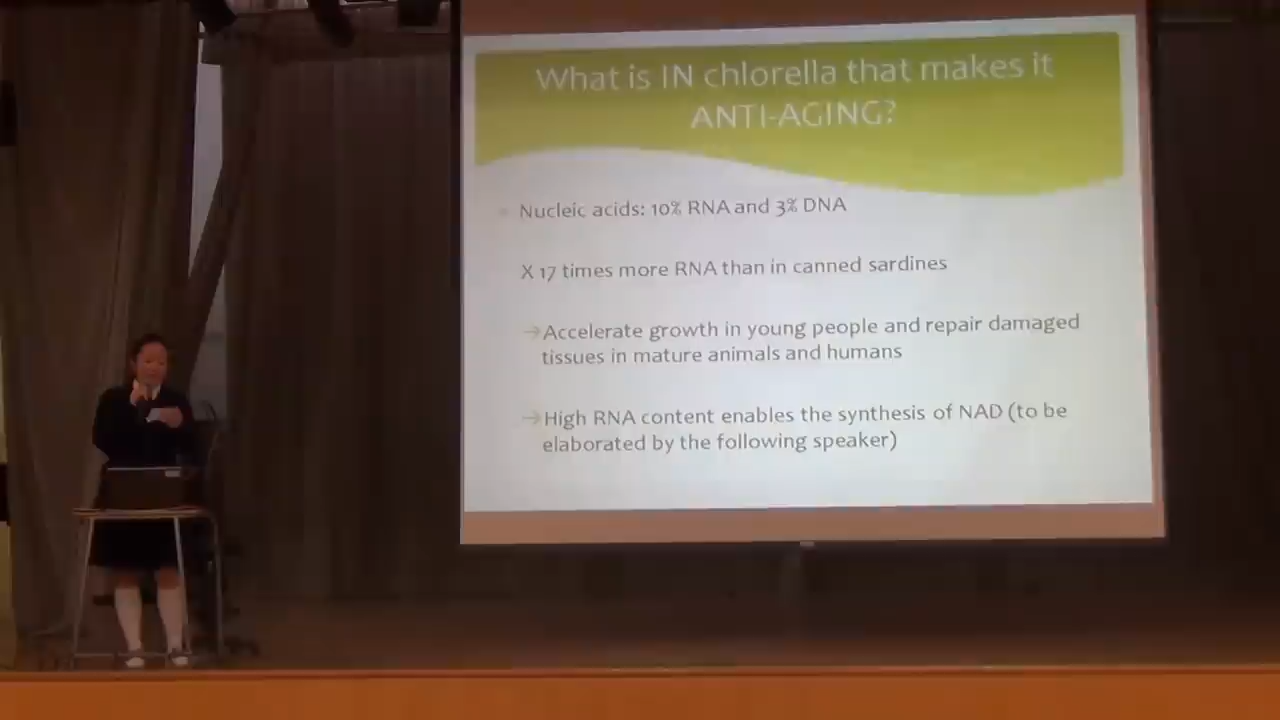 What is IN chlorella that makes it
ANTI-AGING?
Nucleic acids: 10% RNA and 3% DNA
X 17 times more RNA than in canned sardines
→Accelerate growth in young people and repair damaged
tissues in mature animals and humans
→High RNA content enables the synthesis of NAD (to be
elaborated by the following speaker)